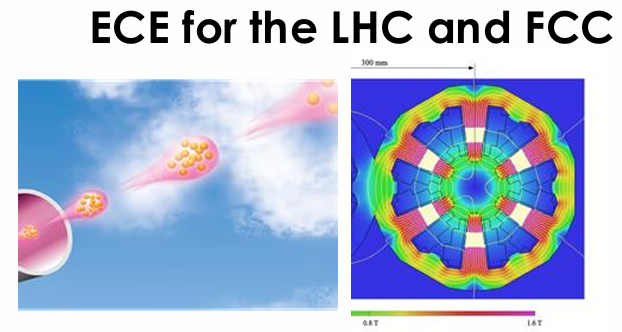 ECE for the LHC and FCC
300 mm
0.8 T
1.6 T